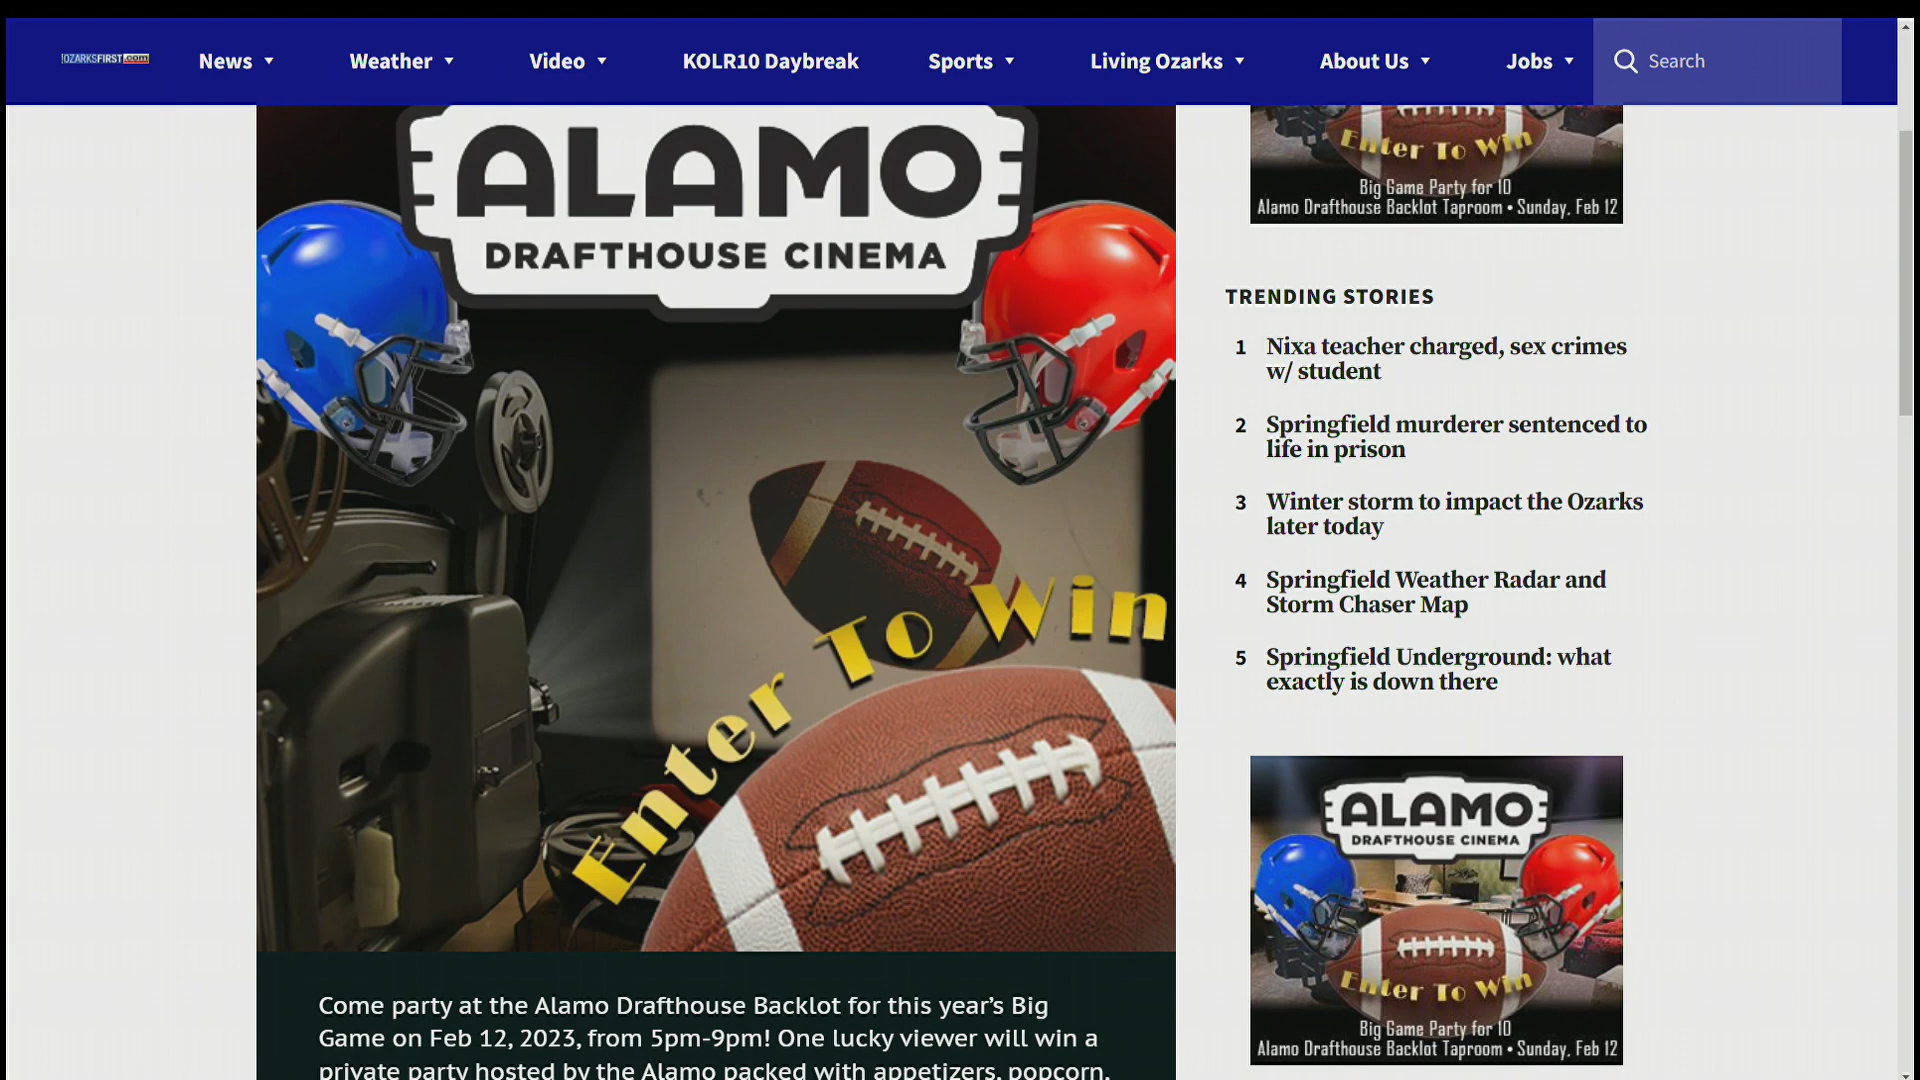 OZARKSFIRST.com
News
Weather
Video
KOLR10 Daybreak
Sports
Living Ozarks
About Us
Jobs
Search
ALAMO
DRAFTHOUSE CINEMA
Enter To Win
Come party at the Alamo Drafthouse Backlot for this year’s Big
Game on Feb 12, 2023, from 5pm-9pm! One lucky viewer will win a
private party hosted by the Alamo packed with appetizers, popcorn,
Enter To Win
Big Game Party for 10
Alamo Drafthouse Backlot Taproom • Sunday, Feb 12
TRENDING STORIES
1 Nixa teacher charged, sex crimes
w/ student
2 Springfield murderer sentenced to
life in prison
3 Winter storm to impact the Ozarks
later today
4 Springfield Weather Radar and
Storm Chaser Map
5 Springfield Underground: what
exactly is down there
ALAMO
DRAFTHOUSE CINEMA
Enter To Win
Big Game Party for 10
Alamo Drafthouse Backlot Taproom • Sunday, Feb 12